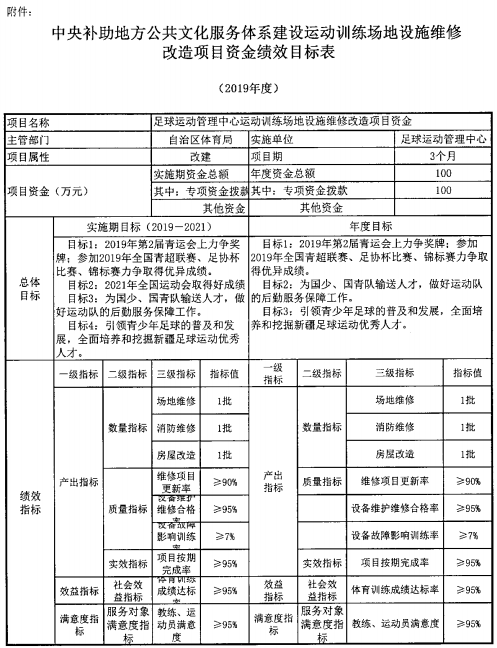 附件:
中央补助地方公共文化服务体系建设运动训练场地设施维修
改造项目资金绩效目标表
（2019年度）
项目名称 足球运动管理中心运动训练场地设施维修改造项目资金
主管部门 自治区体育局 实施单位 足球运动管理中心
项目属性 改建 项目期 3个月
项目资金（万元） 实施期资金总额 年度资金总额 100
其中：专项资金拨款 其中：专项资金拨款 100
其他资金 其他资金
总体目标
实施期目标（2019－2021） 年度目标
目标1：2019年第2届青运会上力争奖
牌；参加2019年全国青超联赛、足协杯
比赛、锦标赛力争取得优异成绩。
目标2：2021年全国运动会取得好成绩
目标3：为国少、国青队输送人才，做
好运动队的后勤服务保障工作。
目标4：引领青少年足球的普及和发
展，全面培养和挖掘新疆足球运动优秀
人才。
目标1：2019年第2届青运会上力争奖牌；参加
2019年全国青超联赛、足协杯比赛、锦标赛力争取
得优异成绩。
目标2：为国少、国青队输送人才，做好运动队
的后勤服务保障工作。
目标3：引领青少年足球的普及和发展，全面培
养和挖掘新疆足球运动优秀人才。
绩效指标
一级指标 二级指标 三级指标 指标值 一级指标 二级指标 三级指标 指标值
产出指标 数量指标 场地维修 1批 产出指标 数量指标 场地维修 1批
消防维修 1批 消防维修 1批
房屋改造 1批 房屋改造 1批
质量指标 维修项目更新率 ≥90% 质量指标 维修项目更新率 ≥90%
设备维护维修合格率 ≥95% 设备维护维修合格率 ≥95%
设备故障影响训练率 ≥7% 设备故障影响训练率 ≥7%
实效指标 项目按期完成率 ≥95% 实效指标 项目按期完成率 ≥95%
效益指标 社会效益指标 体育训练成绩达标率 ≥95% 效益指标 社会效益指标 体育训练成绩达标率 ≥95%
满意度指标 服务对象满意度指标 教练、运动员满意度 ≥95% 满意度指标 服务对象满意度指标 教练、运动员满意度 ≥95%